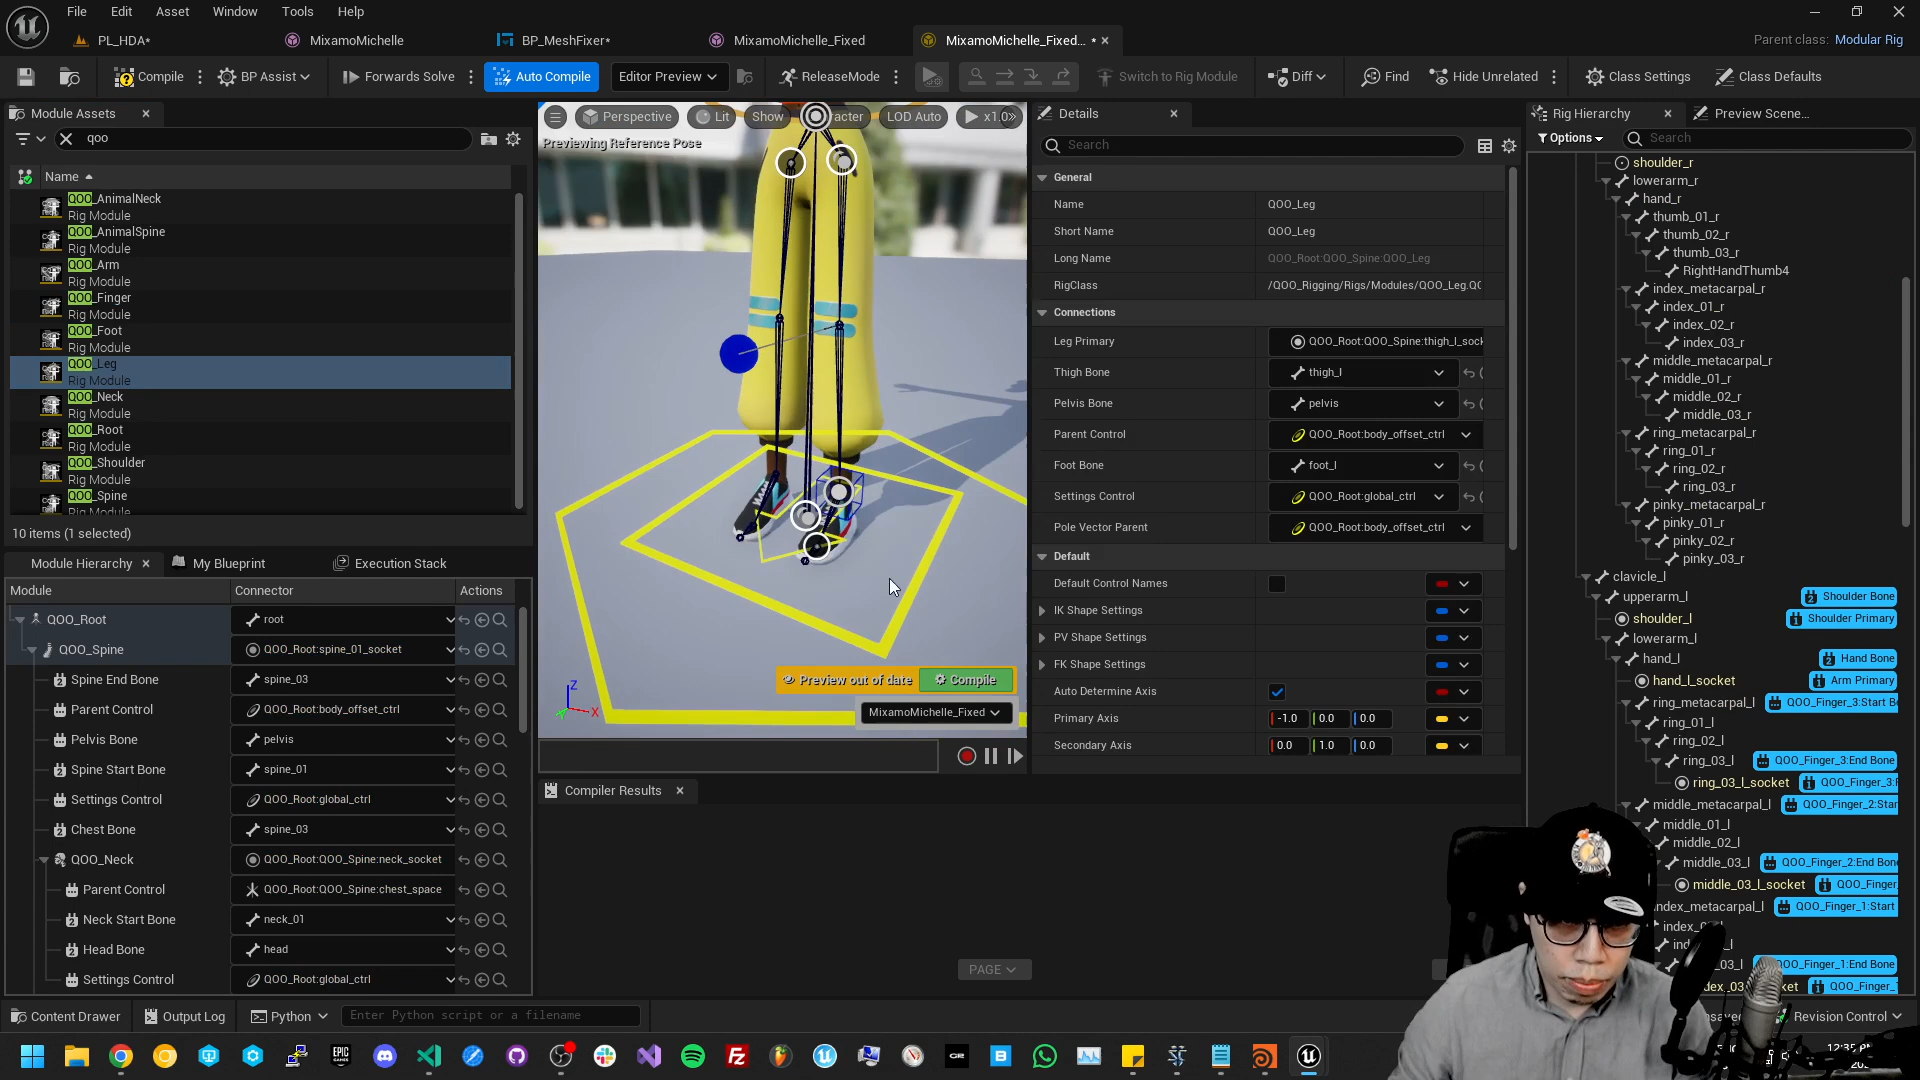 File Edit Asset Window Tools Help
PL_HDA* MixamoMichelle BP_MeshFixer* MixamoMichelle_Fixed MixamoMichelle_Fixed... * Parent class: Modular Rig
Compile BP Assist Forwards Solve Auto Compile Editor Preview ReleaseMode Switch to Rig Module Diff Find Hide Unrelated Class Settings Class Defaults
Module Assets
qoo
Name
QOO_AnimalNeck
Rig Module
QOO_AnimalSpine
Rig Module
QOO_Arm
Rig Module
QOO_Finger
Rig Module
QOO_Foot
Rig Module
QOO_Leg
Rig Module
QOO_Neck
Rig Module
QOO_Root
Rig Module
QOO_Shoulder
Rig Module
QOO_Spine
10 items (1 selected)
Module Hierarchy My Blueprint Execution Stack
Module Connector Actions
QOO_Root root
QOO_Spine QOO_Root:spine_01_socket
Spine End Bone spine_03
Parent Control QOO_Root:body_offset_ctrl
Pelvis Bone pelvis
Spine Start Bone spine_01
Settings Control QOO_Root:global_ctrl
Chest Bone spine_03
QOO_Neck QOO_Root:QOO_Spine:neck_socket
Parent Control QOO_Root:QOO_Spine:chest_space
Neck Start Bone neck_01
Head Bone head
Settings Control QOO_Root:global_ctrl
Perspective Lit Show acter LOD Auto x1.0
Previewing Reference Pose
Preview out of date Compile
MixamoMichelle_Fixed
Z X Y
Compiler Results
PAGE
Details
Search
General
Name QOO_Leg
Short Name QOO_Leg
Long Name QOO_Root:QOO_Spine:QOO_Leg
RigClass /QOO_Rigging/Rigs/Modules/QOO_Leg.QO
Connections
Leg Primary QOO_Root:QOO_Spine:thigh_l_sock
Thigh Bone thigh_l
Pelvis Bone pelvis
Parent Control QOO_Root:body_offset_ctrl
Foot Bone foot_l
Settings Control QOO_Root:global_ctrl
Pole Vector Parent QOO_Root:body_offset_ctrl
Default
Default Control Names
IK Shape Settings
PV Shape Settings
FK Shape Settings
Auto Determine Axis
Primary Axis -1.0 0.0 0.0
Secondary Axis 0.0 1.0 0.0
Rig Hierarchy Preview Scene...
Options Search
shoulder_r
lowerarm_r
hand_r
thumb_01_r
thumb_02_r
thumb_03_r
RightHandThumb4
index_metacarpal_r
index_01_r
index_02_r
index_03_r
middle_metacarpal_r
middle_01_r
middle_02_r
middle_03_r
ring_metacarpal_r
ring_01_r
ring_02_r
ring_03_r
pinky_metacarpal_r
pinky_01_r
pinky_02_r
pinky_03_r
clavicle_l
upperarm_l Shoulder Bone
shoulder_l Shoulder Primary
lowerarm_l
hand_l Hand Bone
hand_l_socket Arm Primary
ring_metacarpal_l QOO_Finger_3:Start Bo
ring_01_l
ring_02_l
ring_03_l QOO_Finger_3:End Bone
ring_03_l_socket QOO_Finger_3:F
middle_metacarpal_l QOO_Finger_2:Star
middle_01_l
middle_02_l
middle_03_l QOO_Finger_2:End Bone
middle_03_l_socket QOO_Finger
index_metacarpal_l QOO_Finger_1:Start
QOO_Finger_1:End Bone
Content Drawer Output Log Python Enter Python script or a filename Revision Control